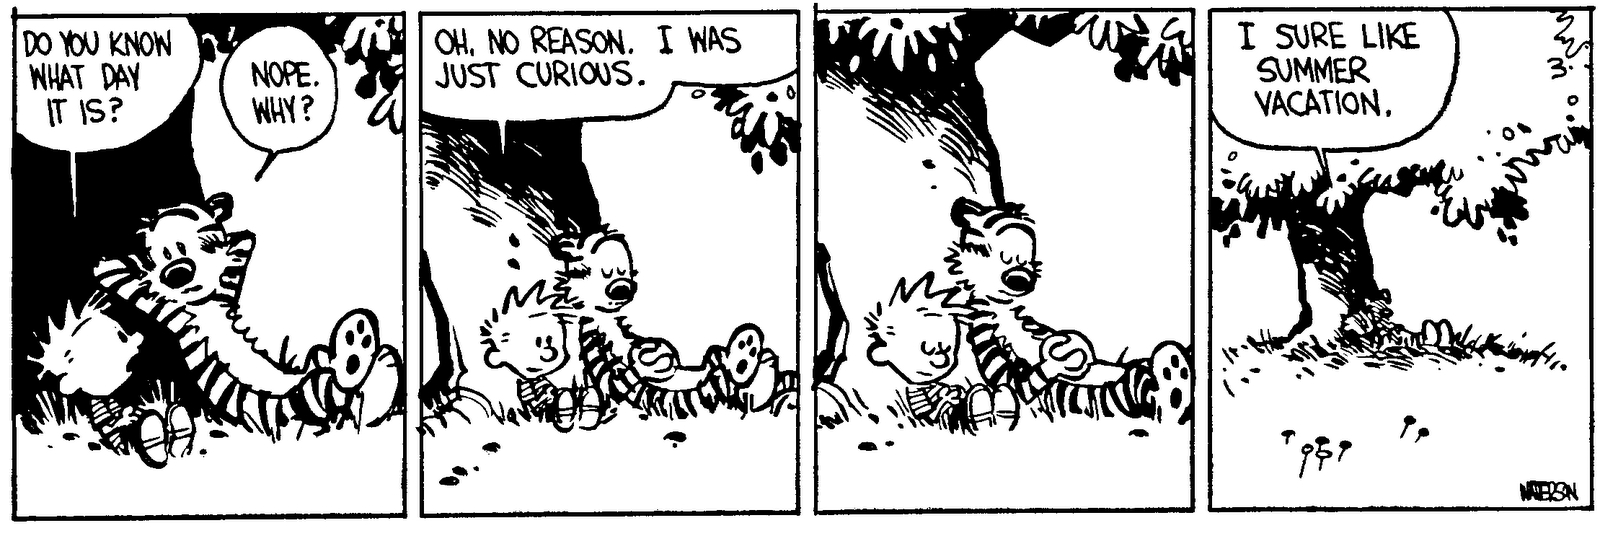 DO YOU KNOW
WHAT DAY
IT IS?
NOPE.
WHY?
OH, NO REASON. I WAS
JUST CURIOUS.
I SURE LIKE
SUMMER
VACATION.
WATTERSON